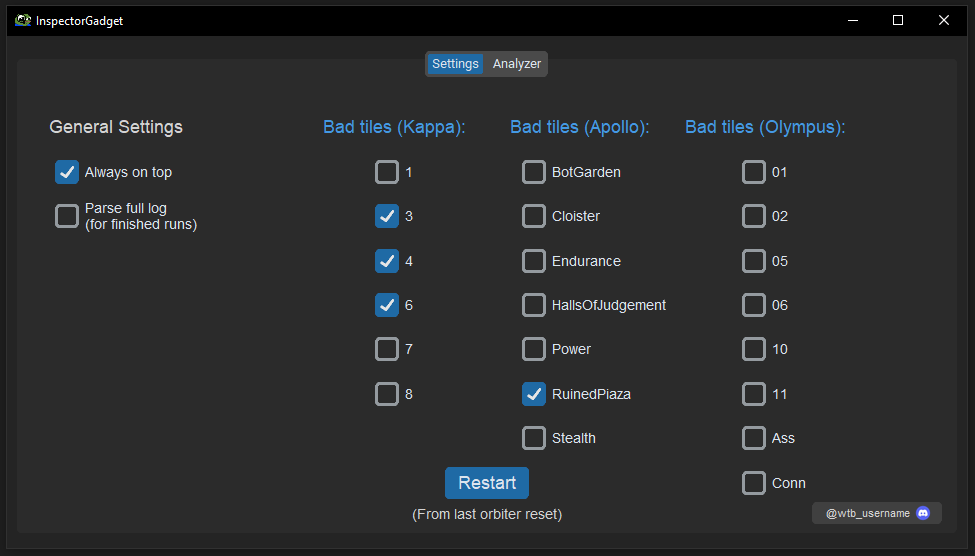 InspectorGadget
Settings Analyzer
General Settings
Always on top
Parse full log
(for finished runs)
Bad tiles (Kappa):
1
3
4
6
7
8
Bad tiles (Apollo):
BotGarden
Cloister
Endurance
HallsOfJudgement
Power
RuinedPiaza
Stealth
Bad tiles (Olympus):
01
02
05
06
10
11
Ass
Conn
Restart
(From last orbiter reset)
@wtb_username